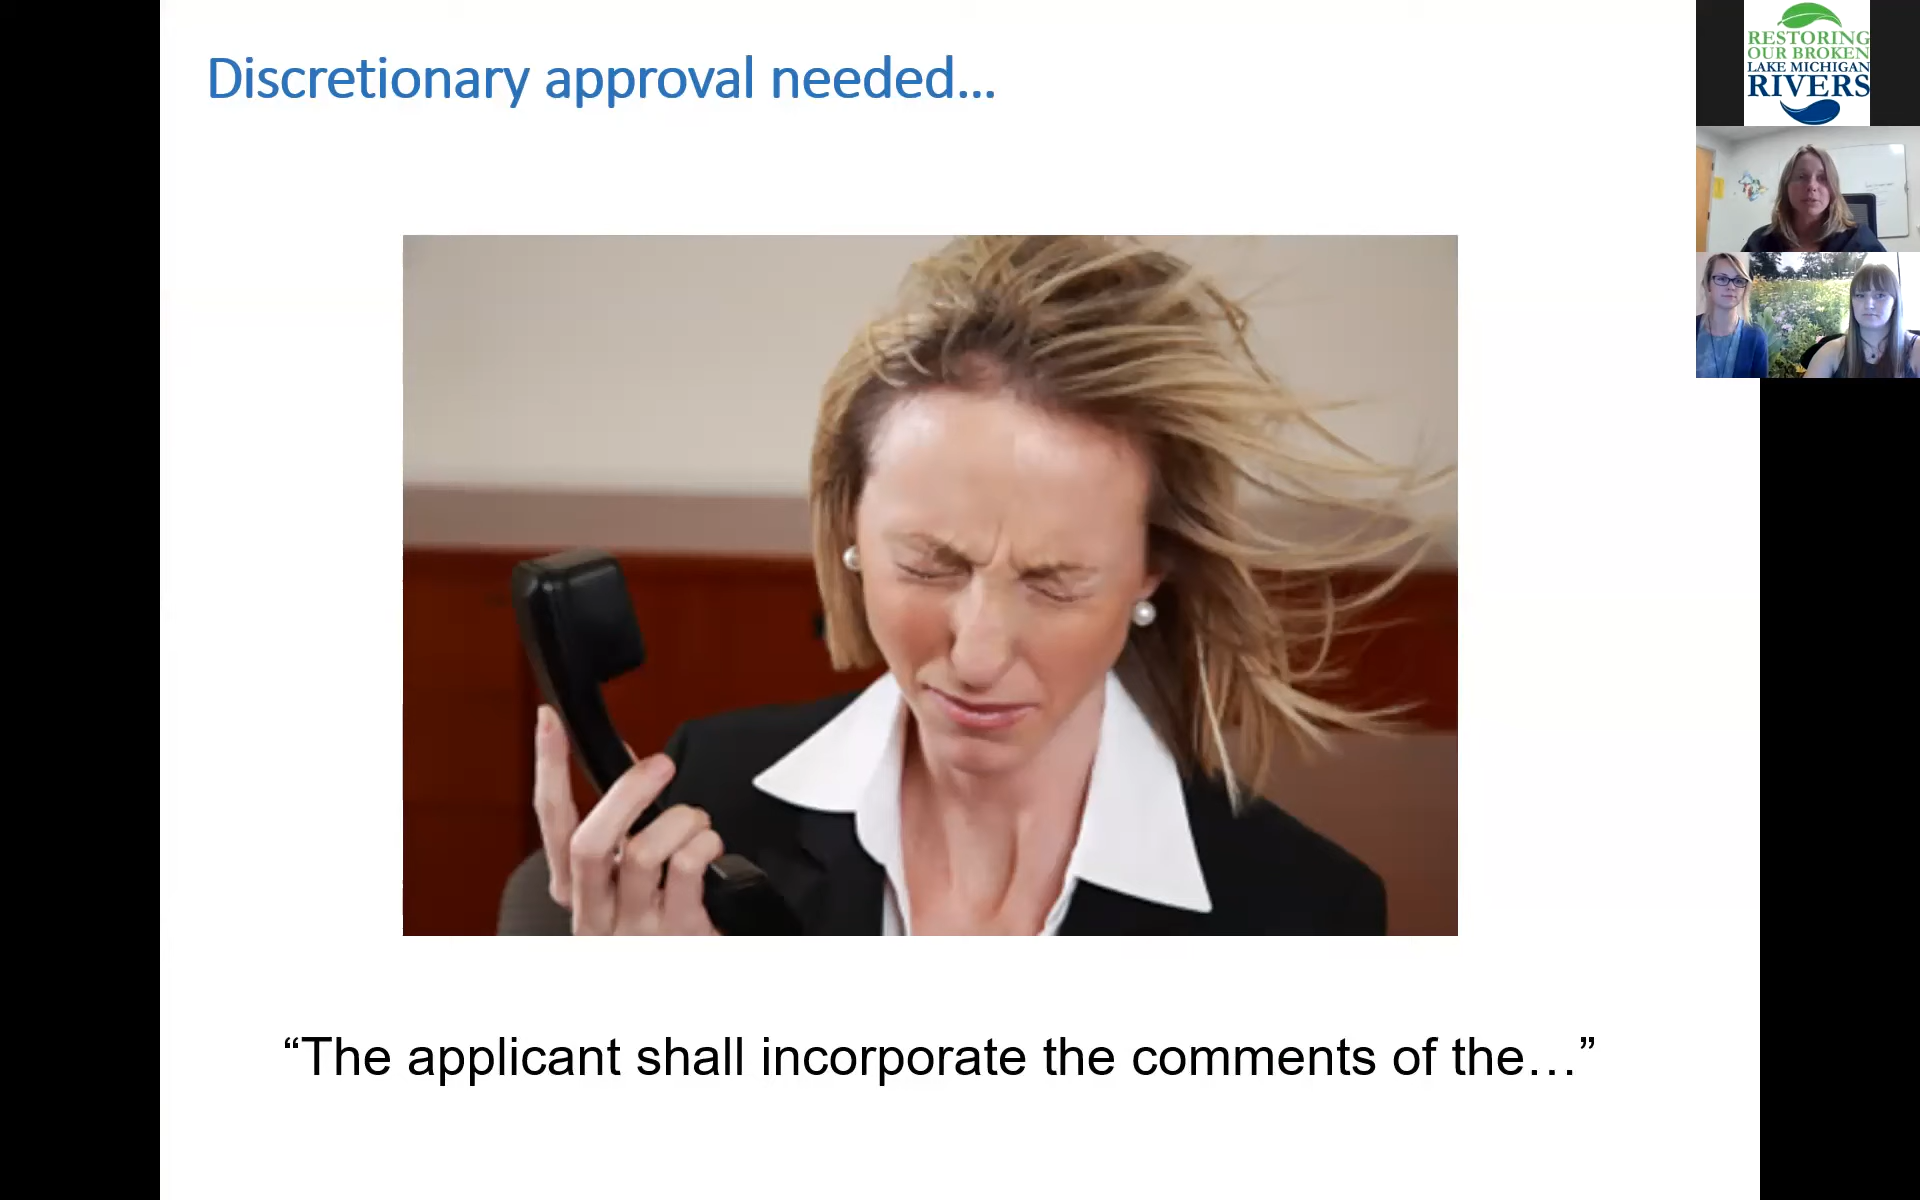 Discretionary approval needed...
RESTORING
OUR BROKEN
LAKE MICHIGAN
RIVERS
“The applicant shall incorporate the comments of the…”